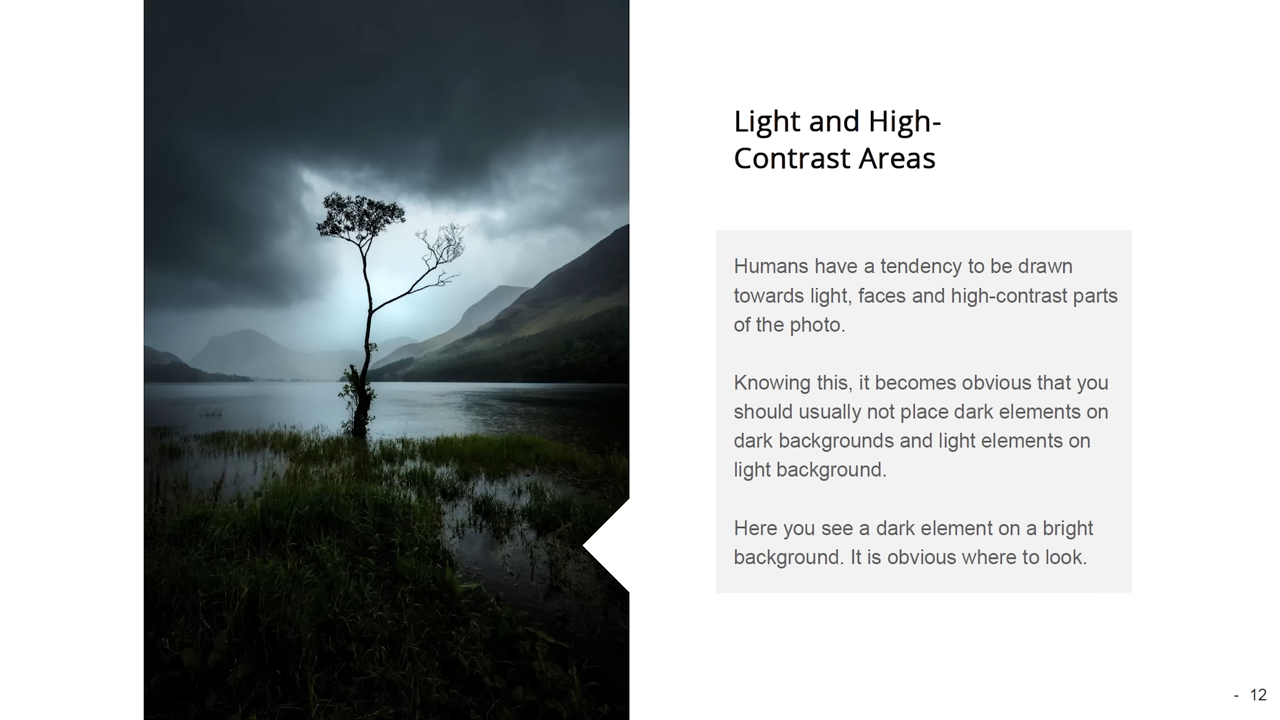 Light and High-
Contrast Areas
Humans have a tendency to be drawn
towards light, faces and high-contrast parts
of the photo.
Knowing this, it becomes obvious that you
should usually not place dark elements on
dark backgrounds and light elements on
light background.
Here you see a dark element on a bright
background. It is obvious where to look.
- 12